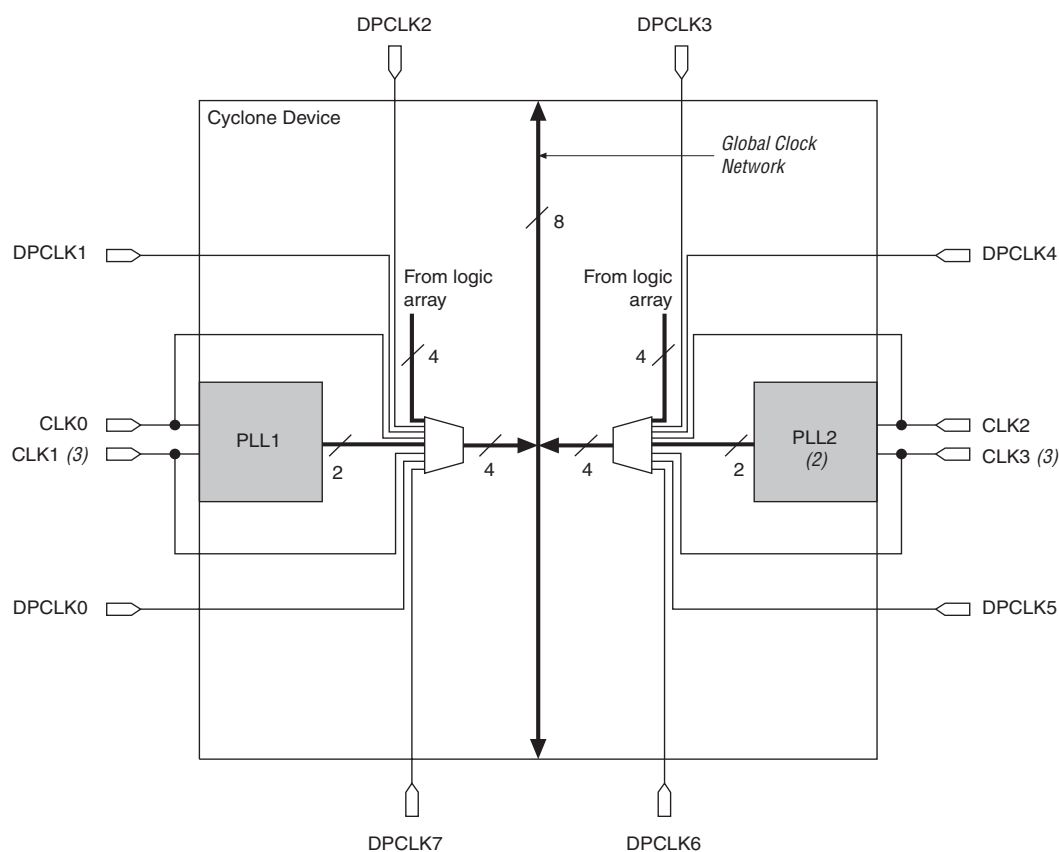 DPCLK2
DPCLK3
Cyclone Device
Global Clock
Network
8
DPCLK1
DPCLK4
From logic
array
From logic
array
4
4
CLK0
PLL1
PLL2
(2)
CLK2
CLK1 (3)
CLK3 (3)
2
4
4
2
DPCLK0
DPCLK5
DPCLK7
DPCLK6